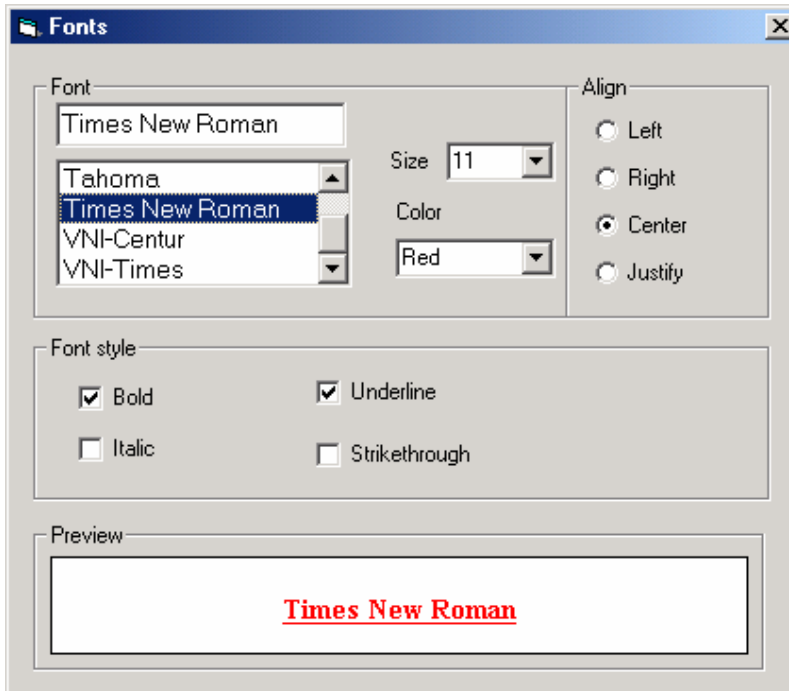 Fonts
Font
Times New Roman
Tahoma
Times New Roman
VNI-Centur
VNI-Times
Size 11
Color
Red
Align
Left
Right
Center
Justify
Font style
Bold
Underline
Italic
Strikethrough
Preview
Times New Roman